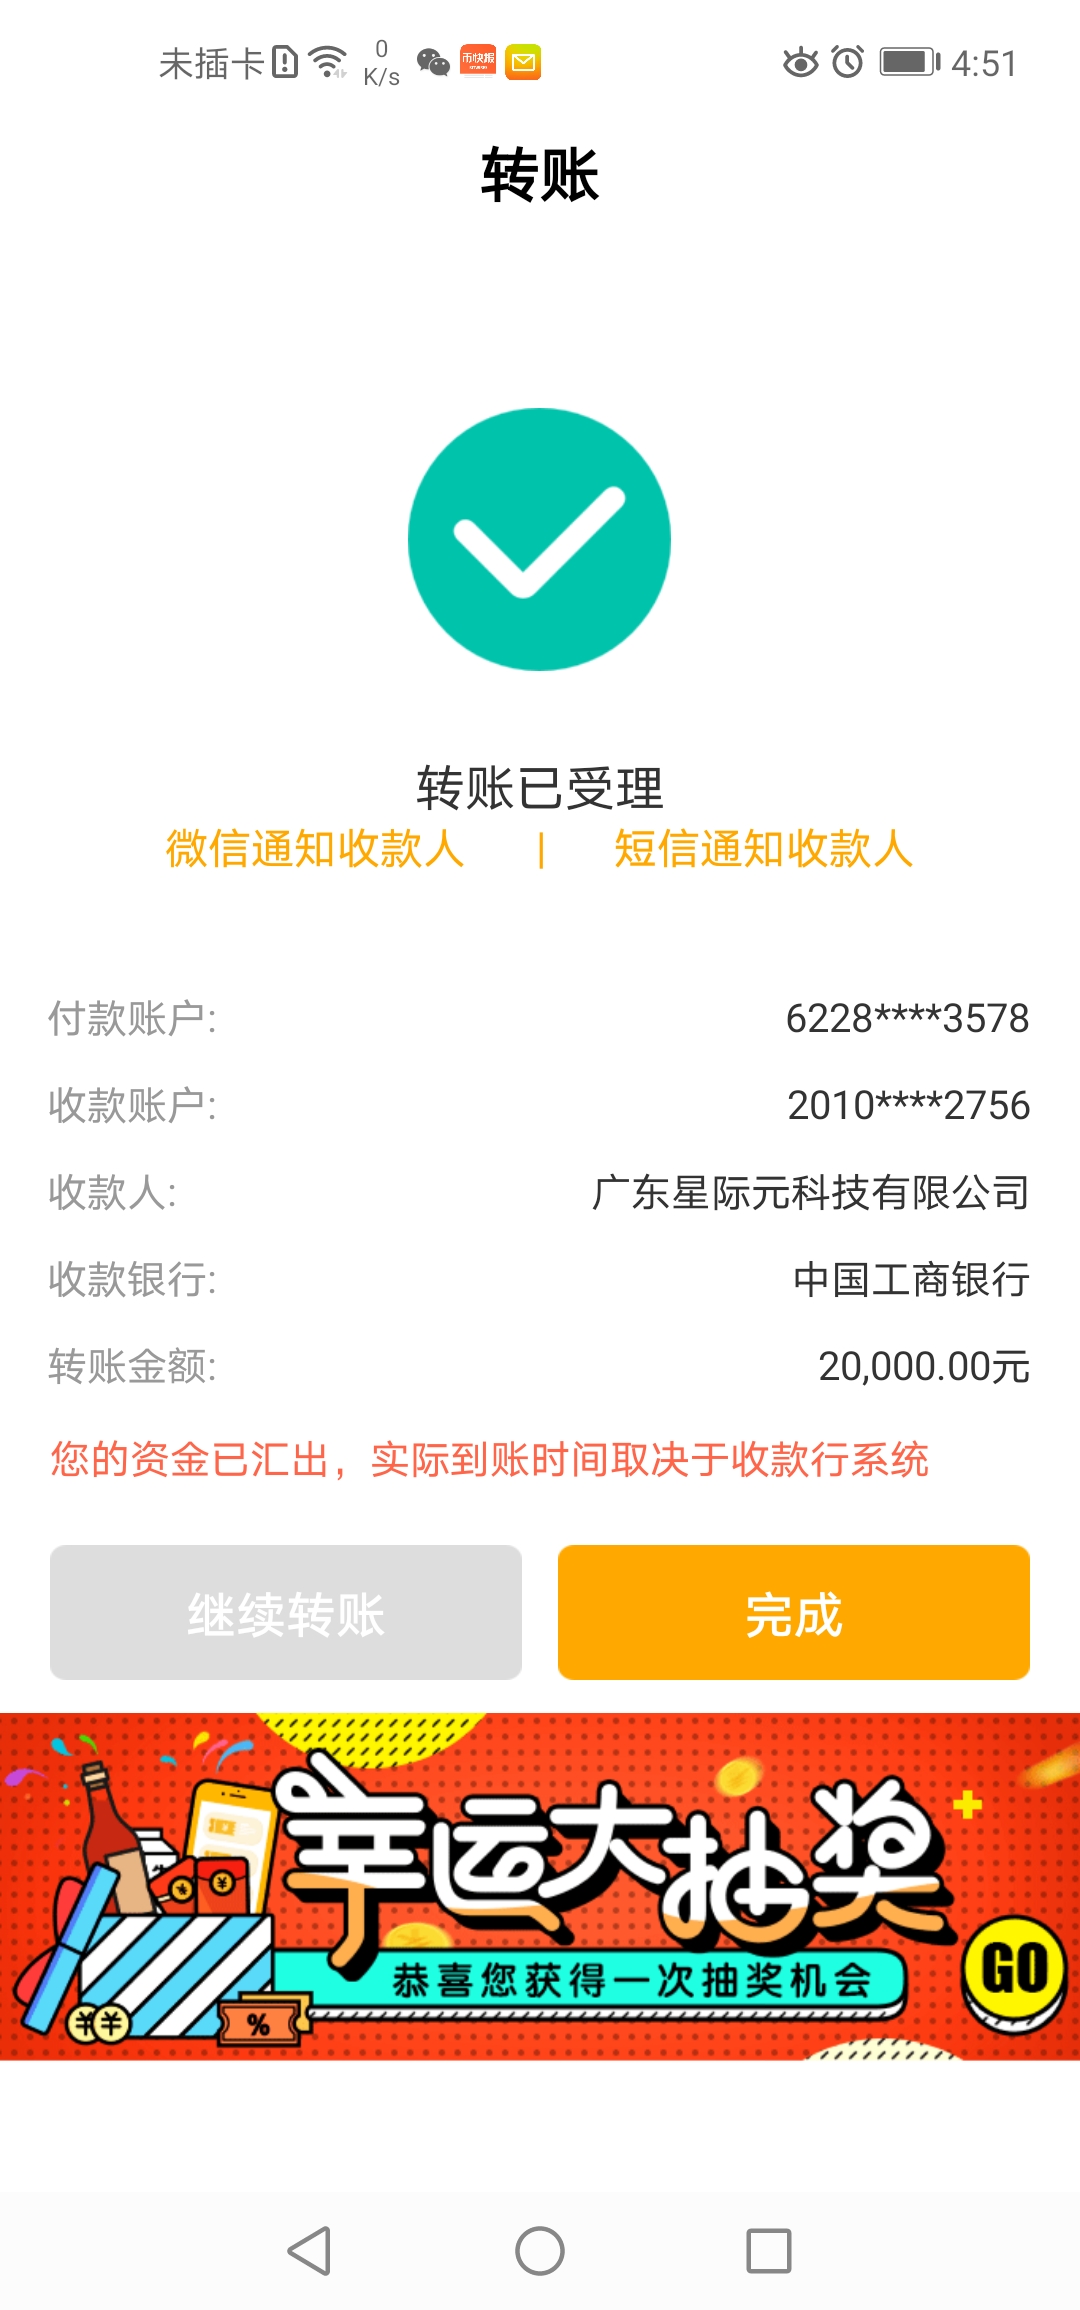 未插卡 0 K/s 币快报 4:51
转账
转账已受理
微信通知收款人 | 短信通知收款人
付款账户: 6228****3578
收款账户: 2010****2756
收款人: 广东星际元科技有限公司
收款银行: 中国工商银行
转账金额: 20,000.00元
您的资金已汇出，实际到账时间取决于收款行系统
继续转账 完成
幸运大抽奖
恭喜您获得一次抽奖机会
GO
¥
¥¥ %